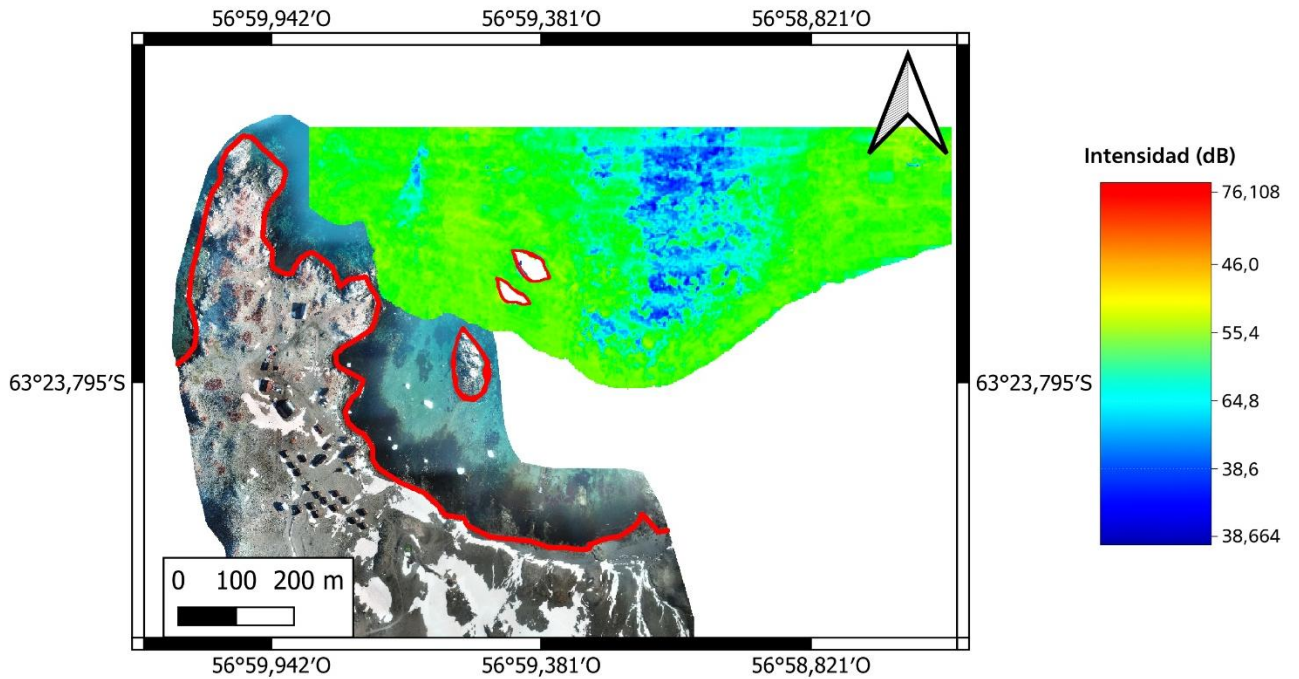 56°59,942′O 56°59,381′O 56°58,821′O
Intensidad (dB)
76,108
46,0
55,4
63°23,795′S 63°23,795′S
64,8
38,6
38,664
0 100 200 m
56°59,942′O 56°59,381′O 56°58,821′O